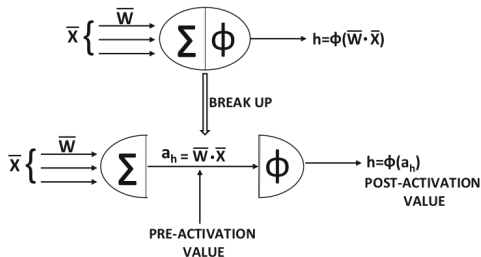 W̅
X̅ { Σ ϕ h=ϕ(W̅·X̅)
BREAK UP
W̅ a_h = W̅·X̅
X̅ { Σ ϕ h=ϕ(a_h)
POST-ACTIVATION
VALUE
PRE-ACTIVATION
VALUE